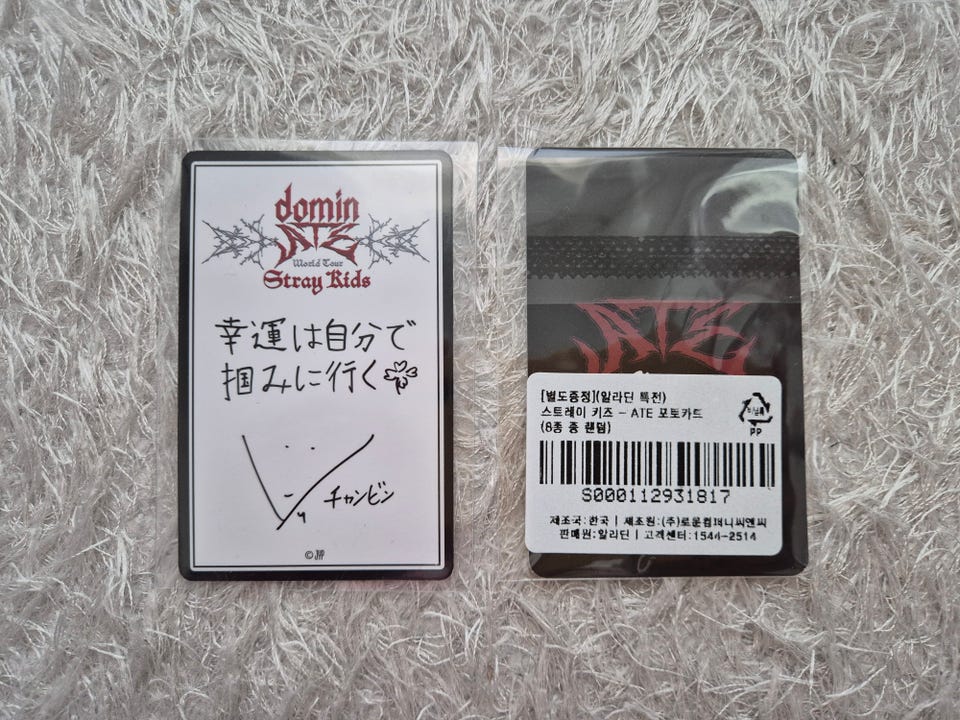 domin
ATE
World Tour
Stray Kids
幸運は自分で
掴みに行く
チャンビン
© JYP
ATE
[별도증정](알라딘 특전)
스트레이 키즈 - ATE 포토카드
(8종 중 랜덤)
비닐류
PP
S000112931817
제조국:한국 | 제조원:(주)로운컴퍼니씨앤씨
판매원:알라딘 | 고객센터:1544-2514